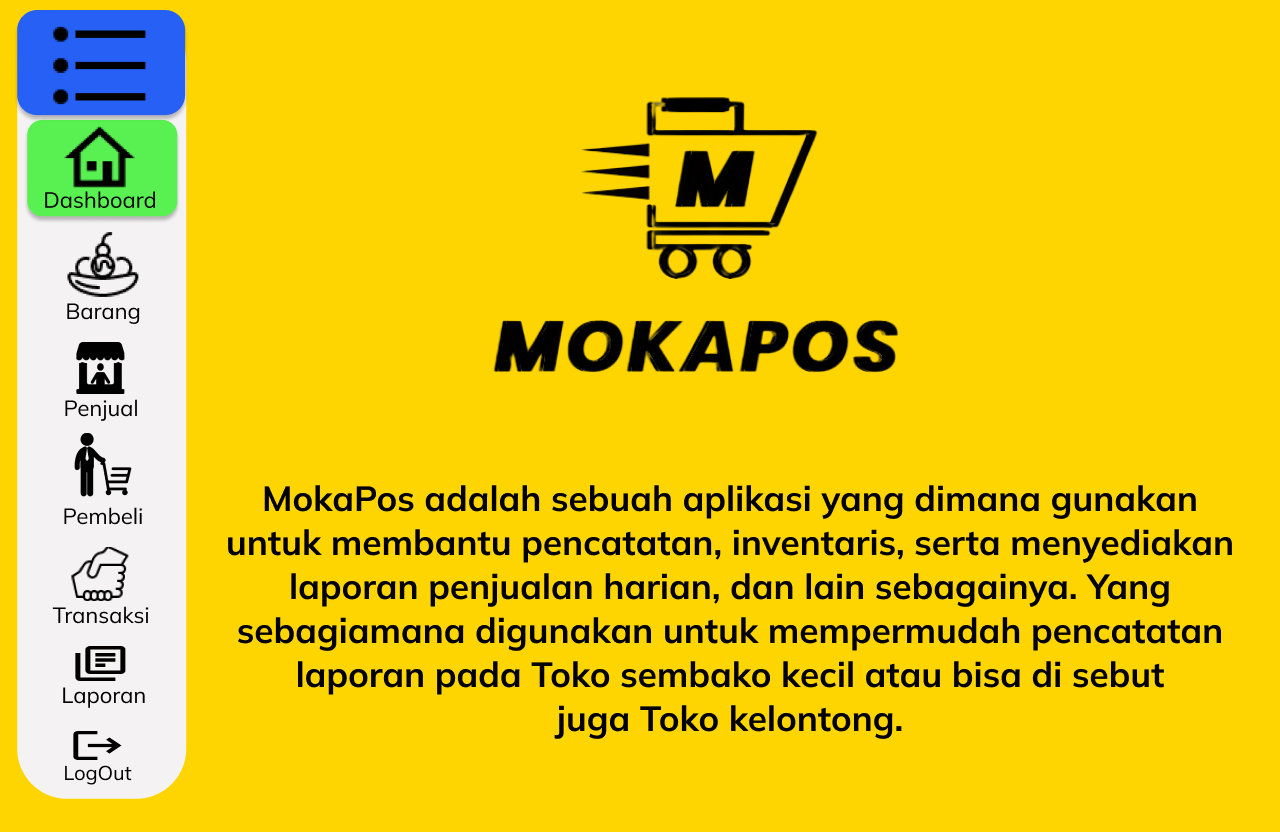 Dashboard
Barang
Penjual
Pembeli
Transaksi
Laporan
LogOut
M
MOKAPOS
MokaPos adalah sebuah aplikasi yang dimana gunakan
untuk membantu pencatatan, inventaris, serta menyediakan
laporan penjualan harian, dan lain sebagainya. Yang
sebagiamana digunakan untuk mempermudah pencatatan
laporan pada Toko sembako kecil atau bisa di sebut
juga Toko kelontong.